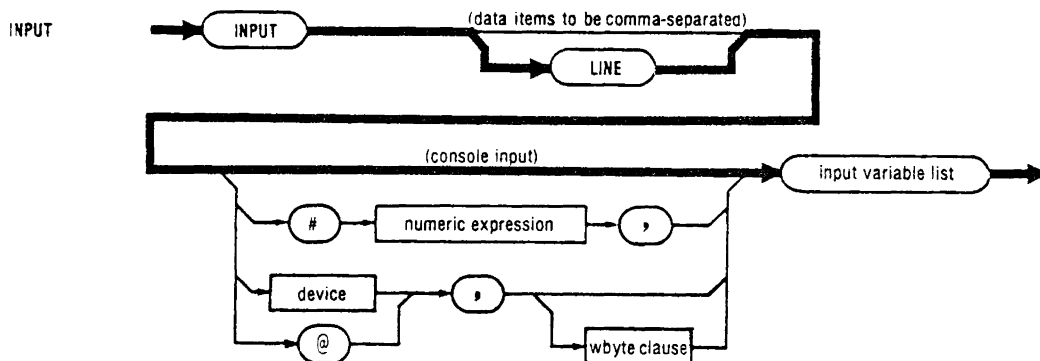 (data items to be comma-separated)
INPUT
INPUT
LINE
(console input)
input variable list
#
numeric expression
,
device
,
@
wbyte clause